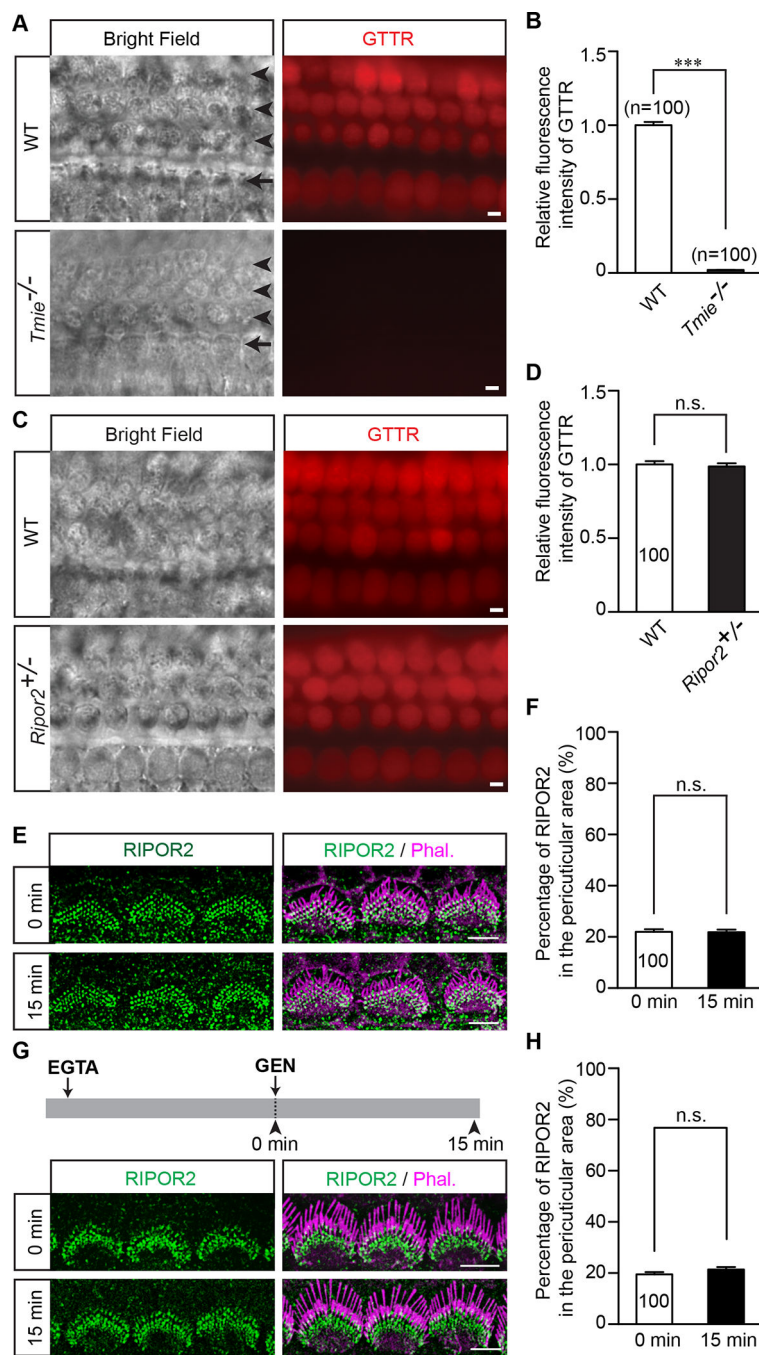 A
Bright Field
GTTR
WT
Tmie-/-
B
Relative fluorescence
intensity of GTTR
1.5
1.0
0.5
0
***
(n=100)
(n=100)
WT
Tmie-/-
C
Bright Field
GTTR
WT
Ripor2+/-
D
Relative fluorescence
intensity of GTTR
1.5
1.0
0.5
0
n.s.
100
WT
Ripor2+/-
E
RIPOR2
RIPOR2 / Phal.
0 min
15 min
F
Percentage of RIPOR2
in the pericuticular area (%)
100
80
60
40
20
0
n.s.
100
0 min
15 min
G
EGTA
GEN
0 min
15 min
RIPOR2
RIPOR2 / Phal.
0 min
15 min
H
Percentage of RIPOR2
in the pericuticular area (%)
100
80
60
40
20
0
n.s.
100
0 min
15 min